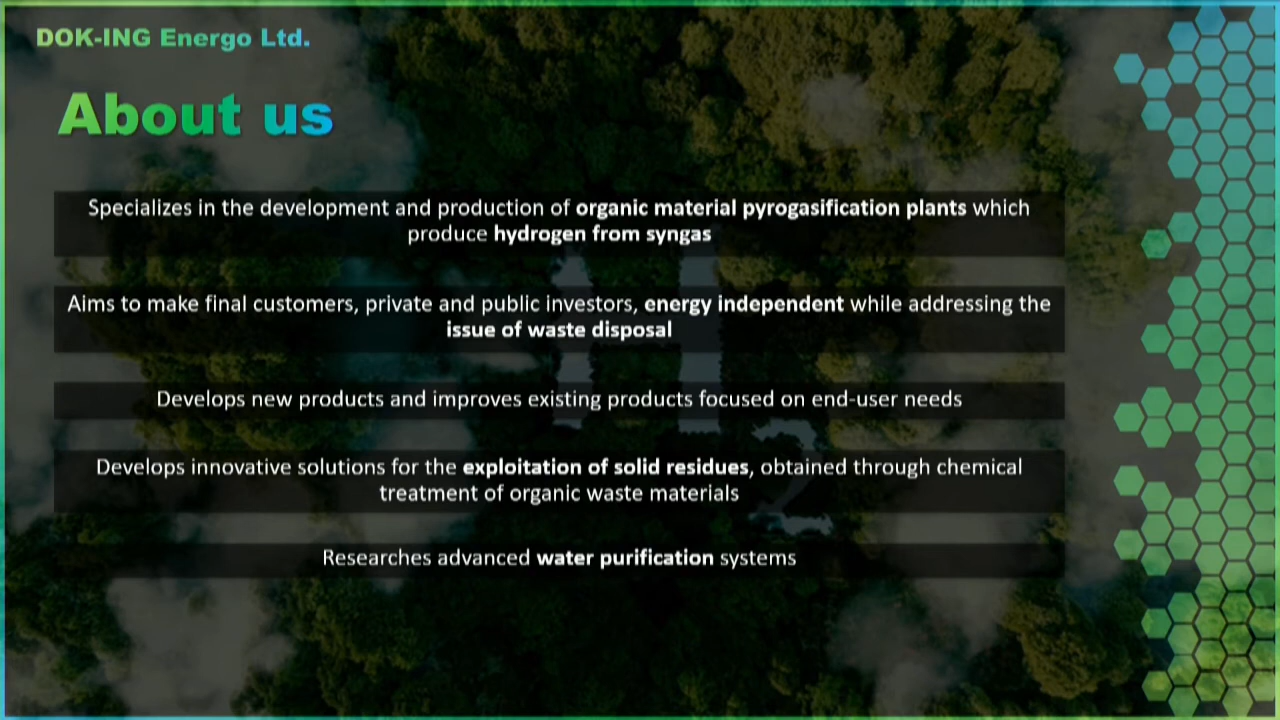 DOK-ING Energo Ltd.
About us
Specializes in the development and production of organic material pyrogasification plants which
produce hydrogen from syngas
Aims to make final customers, private and public investors, energy independent while addressing the
issue of waste disposal
Develops new products and improves existing products focused on end-user needs
Develops innovative solutions for the exploitation of solid residues, obtained through chemical
treatment of organic waste materials
Researches advanced water purification systems